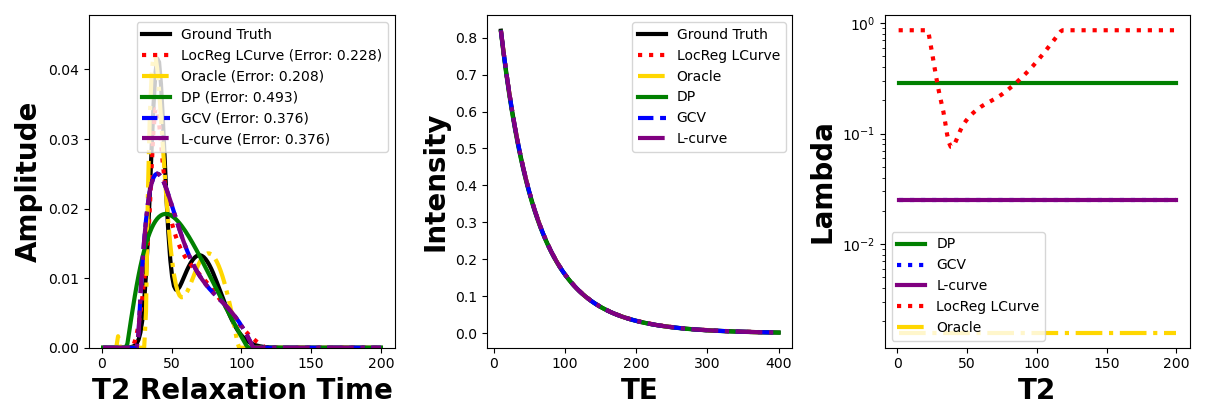 Amplitude
0.04
0.03
0.02
0.01
0.00
Ground Truth
LocReg LCurve (Error: 0.228)
Oracle (Error: 0.208)
DP (Error: 0.493)
GCV (Error: 0.376)
L-curve (Error: 0.376)
0 50 100 150 200
T2 Relaxation Time
Intensity
0.8
0.7
0.6
0.5
0.4
0.3
0.2
0.1
0.0
Ground Truth
LocReg LCurve
Oracle
DP
GCV
L-curve
0 100 200 300 400
TE
Lambda
10⁰
10⁻¹
10⁻²
DP
GCV
L-curve
LocReg LCurve
Oracle
0 50 100 150 200
T2